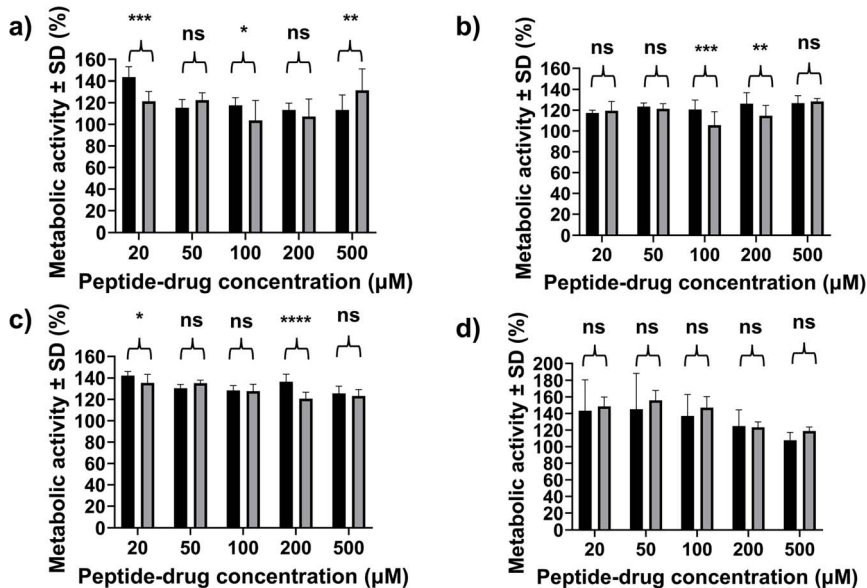 a)
*** ns * ns **
Metabolic activity ± SD (%)
160
140
120
100
80
60
40
20
0
20 50 100 200 500
Peptide-drug concentration (µM)
b)
ns ns *** ** ns
Metabolic activity ± SD (%)
160
140
120
100
80
60
40
20
0
20 50 100 200 500
Peptide-drug concentration (µM)
c)
* ns ns **** ns
Metabolic activity ± SD (%)
160
140
120
100
80
60
40
20
0
20 50 100 200 500
Peptide-drug concentration (µM)
d)
ns ns ns ns ns
Metabolic activity ± SD (%)
200
180
160
140
120
100
80
60
40
20
0
20 50 100 200 500
Peptide-drug concentration (µM)